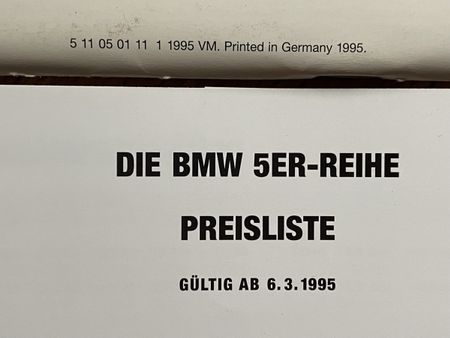 5 11 05 01 11 1 1995 VM. Printed in Germany 1995.
DIE BMW 5ER-REIHE
PREISLISTE
GÜLTIG AB 6.3.1995